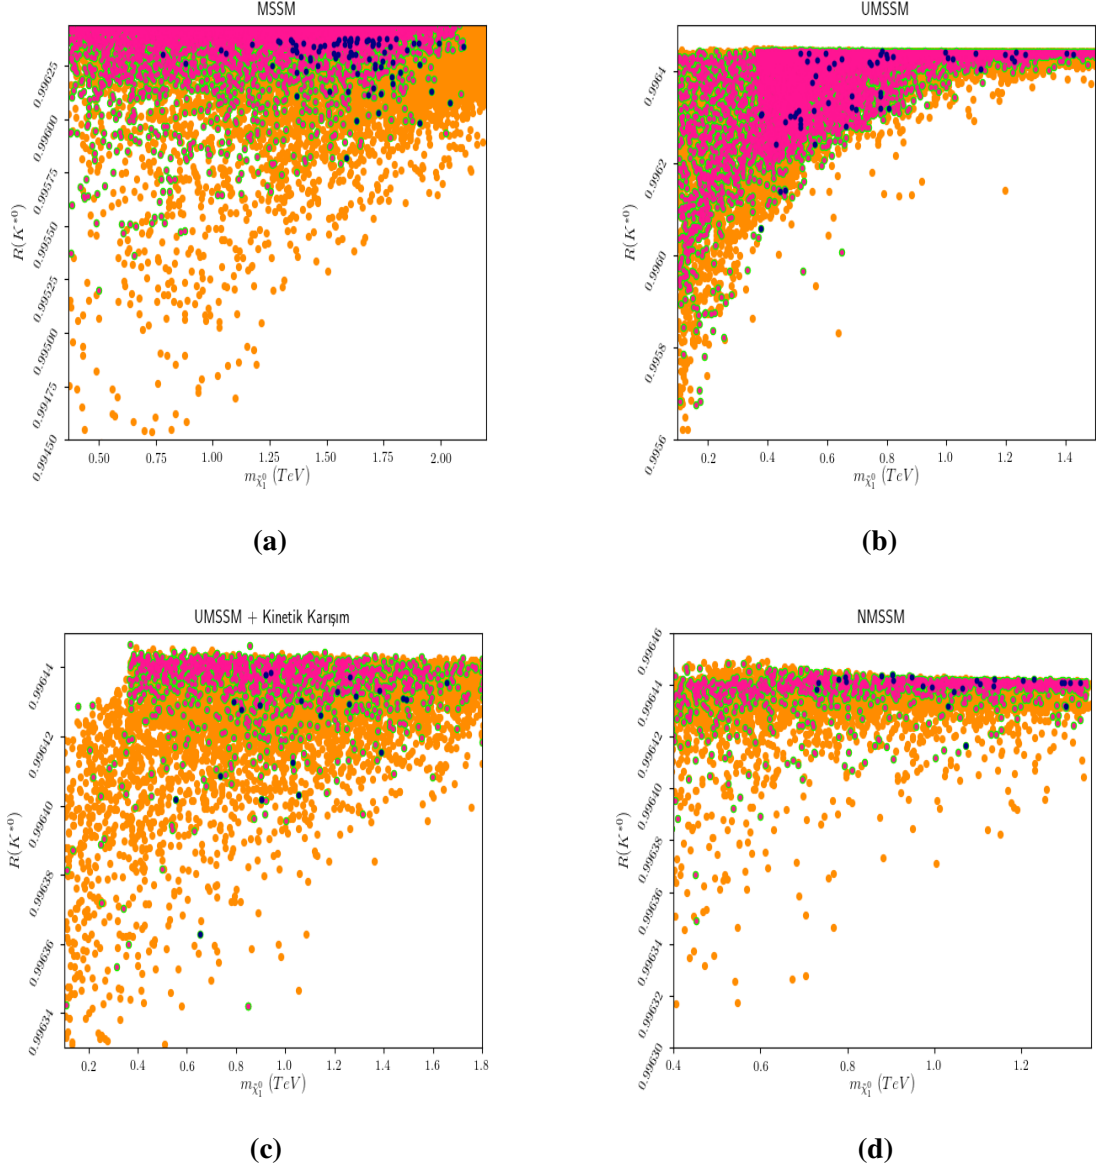 MSSM
0.99625
0.99600
0.99575
0.99550
0.99525
0.99500
0.99475
0.99450
R(K*0)
0.50 0.75 1.00 1.25 1.50 1.75 2.00
m_χ̃₁⁰ (TeV)
(a)
UMSSM
0.9964
0.9962
0.9960
0.9958
0.9956
R(K*0)
0.2 0.4 0.6 0.8 1.0 1.2 1.4
m_χ̃₁⁰ (TeV)
(b)
UMSSM + Kinetik Karışım
0.99644
0.99642
0.99640
0.99638
0.99636
0.99634
R(K*0)
0.2 0.4 0.6 0.8 1.0 1.2 1.4 1.6 1.8
m_χ̃₁⁰ (TeV)
(c)
NMSSM
0.99646
0.99644
0.99642
0.99640
0.99638
0.99636
0.99634
0.99632
0.99630
R(K*0)
0.4 0.6 0.8 1.0 1.2
m_χ̃₁⁰ (TeV)
(d)